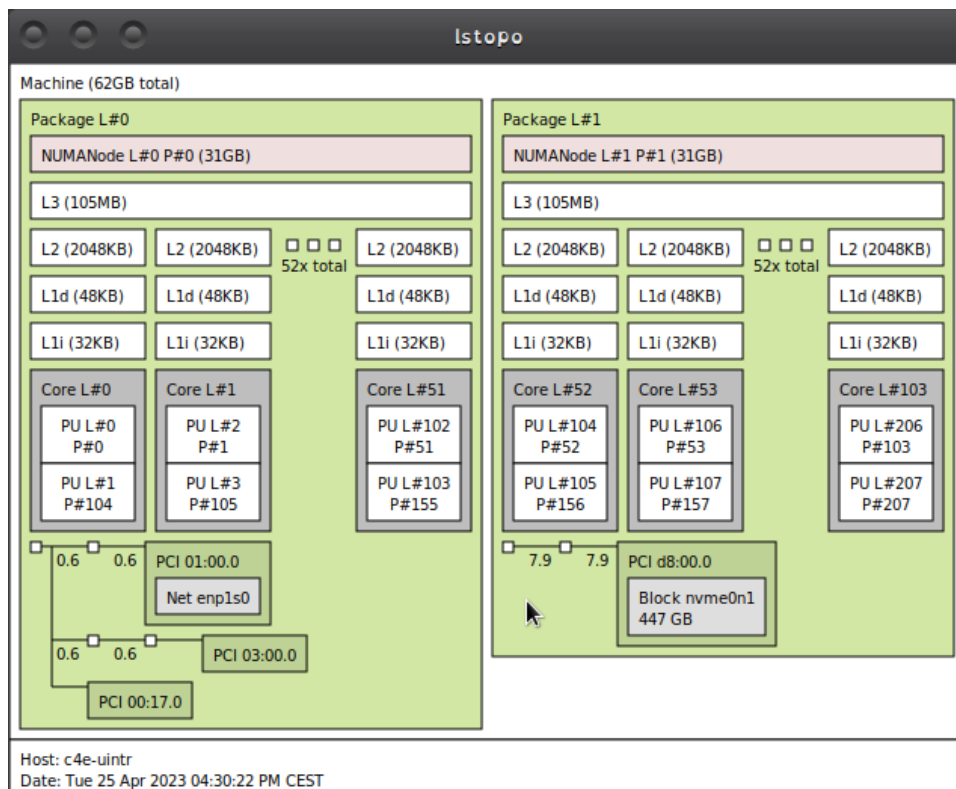 lstopo
Machine (62GB total)
Package L#0
NUMANode L#0 P#0 (31GB)
L3 (105MB)
L2 (2048KB)
L2 (2048KB)
52x total
L2 (2048KB)
L1d (48KB)
L1d (48KB)
L1d (48KB)
L1i (32KB)
L1i (32KB)
L1i (32KB)
Core L#0
PU L#0
P#0
PU L#1
P#104
Core L#1
PU L#2
P#1
PU L#3
P#105
Core L#51
PU L#102
P#51
PU L#103
P#155
0.6
0.6
PCI 01:00.0
Net enp1s0
0.6
0.6
PCI 03:00.0
PCI 00:17.0
Package L#1
NUMANode L#1 P#1 (31GB)
L3 (105MB)
L2 (2048KB)
L2 (2048KB)
52x total
L2 (2048KB)
L1d (48KB)
L1d (48KB)
L1d (48KB)
L1i (32KB)
L1i (32KB)
L1i (32KB)
Core L#52
PU L#104
P#52
PU L#105
P#156
Core L#53
PU L#106
P#53
PU L#107
P#157
Core L#103
PU L#206
P#103
PU L#207
P#207
7.9
7.9
PCI d8:00.0
Block nvme0n1
447 GB
Host: c4e-uintr
Date: Tue 25 Apr 2023 04:30:22 PM CEST